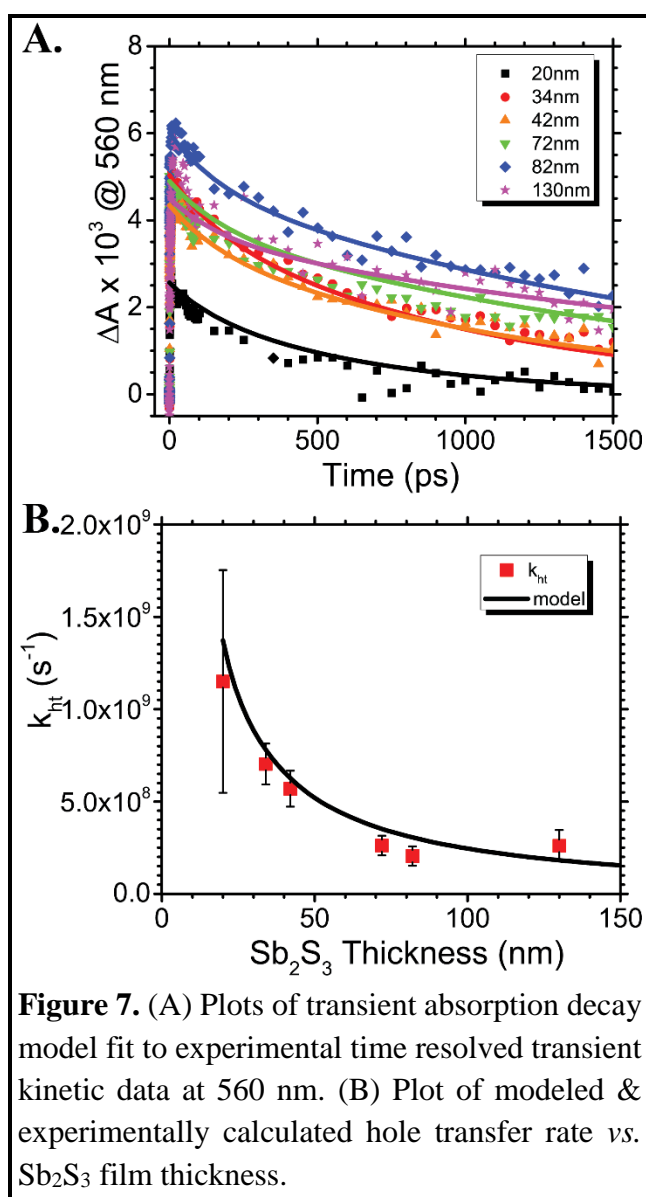 A.
8
6
4
2
0
ΔA x 10³ @ 560 nm
20nm
34nm
42nm
72nm
82nm
130nm
0 500 1000 1500
Time (ps)
B.
2.0x10⁹
1.5x10⁹
1.0x10⁹
5.0x10⁸
0.0
kₕₜ (s⁻¹)
kₕₜ
model
0 50 100 150
Sb₂S₃ Thickness (nm)
Figure 7. (A) Plots of transient absorption decay
model fit to experimental time resolved transient
kinetic data at 560 nm. (B) Plot of modeled &
experimentally calculated hole transfer rate vs.
Sb₂S₃ film thickness.